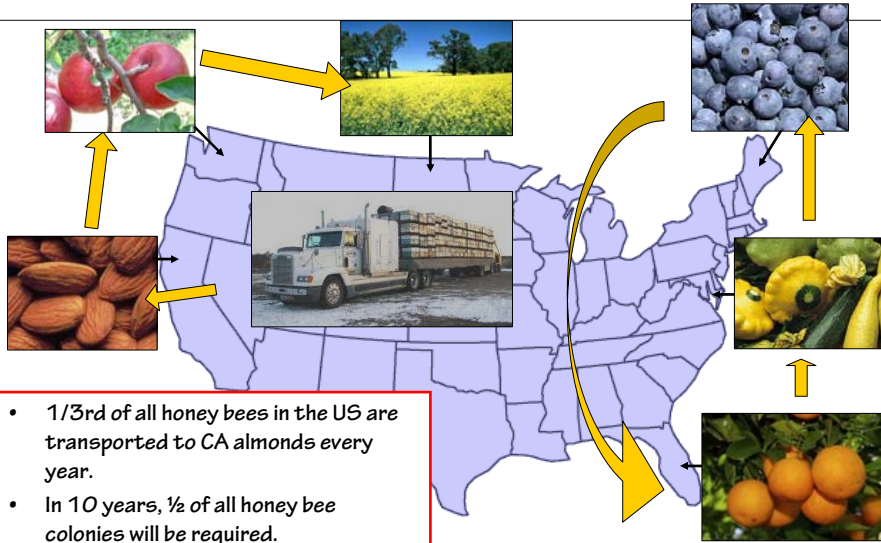 • 1/3rd of all honey bees in the US are
transported to CA almonds every
year.
• In 10 years, ½ of all honey bee
colonies will be required.